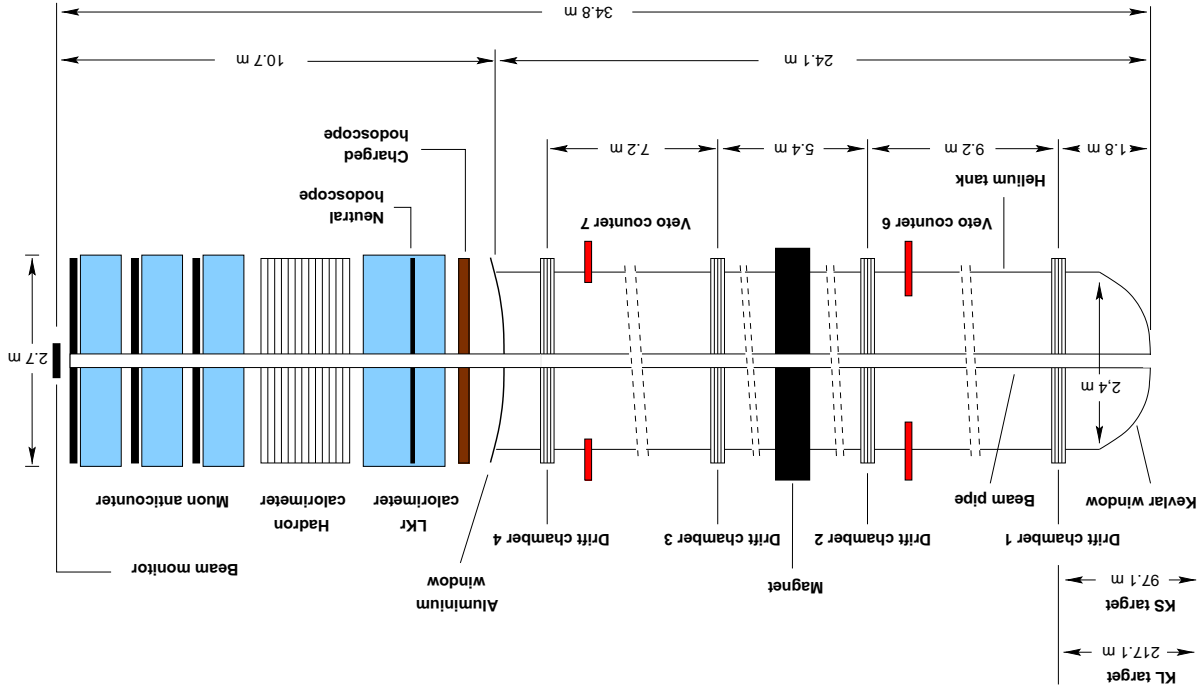 KL target
217.1 m
KS target
97.1 m
Drift chamber 1
Kevlar window
Beam pipe
Drift chamber 2
Magnet
Drift chamber 3
Drift chamber 4
Aluminium
window
Beam monitor
LKr
calorimeter
Hadron
calorimeter
Muon anticounter
2,4 m
2.7 m
Veto counter 6
Veto counter 7
Helium tank
Neutral
hodoscope
Charged
hodoscope
1.8 m
9.2 m
5.4 m
7.2 m
24.1 m
10.7 m
34.8 m